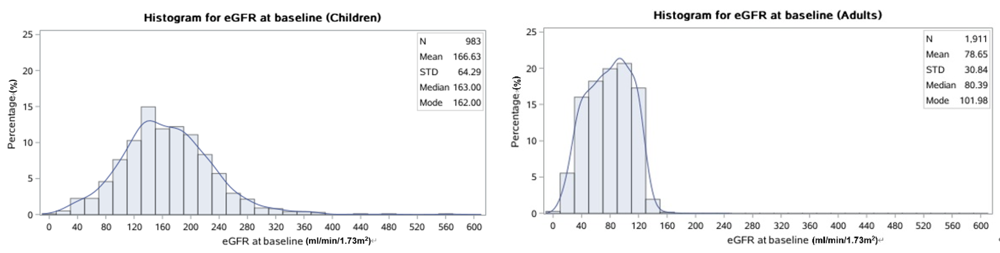 Histogram for eGFR at baseline (Children)
25
20
15
10
5
0
Percentage (%)
N 983
Mean 166.63
STD 64.29
Median 163.00
Mode 162.00
0 40 80 120 160 200 240 280 320 360 400 440 480 520 560 600
eGFR at baseline (ml/min/1.73m²)↵
Histogram for eGFR at baseline (Adults)
25
20
15
10
5
0
Percentage (%)
N 1,911
Mean 78.65
STD 30.84
Median 80.39
Mode 101.98
0 40 80 120 160 200 240 280 320 360 400 440 480 520 560 600
eGFR at baseline (ml/min/1.73m²)↵